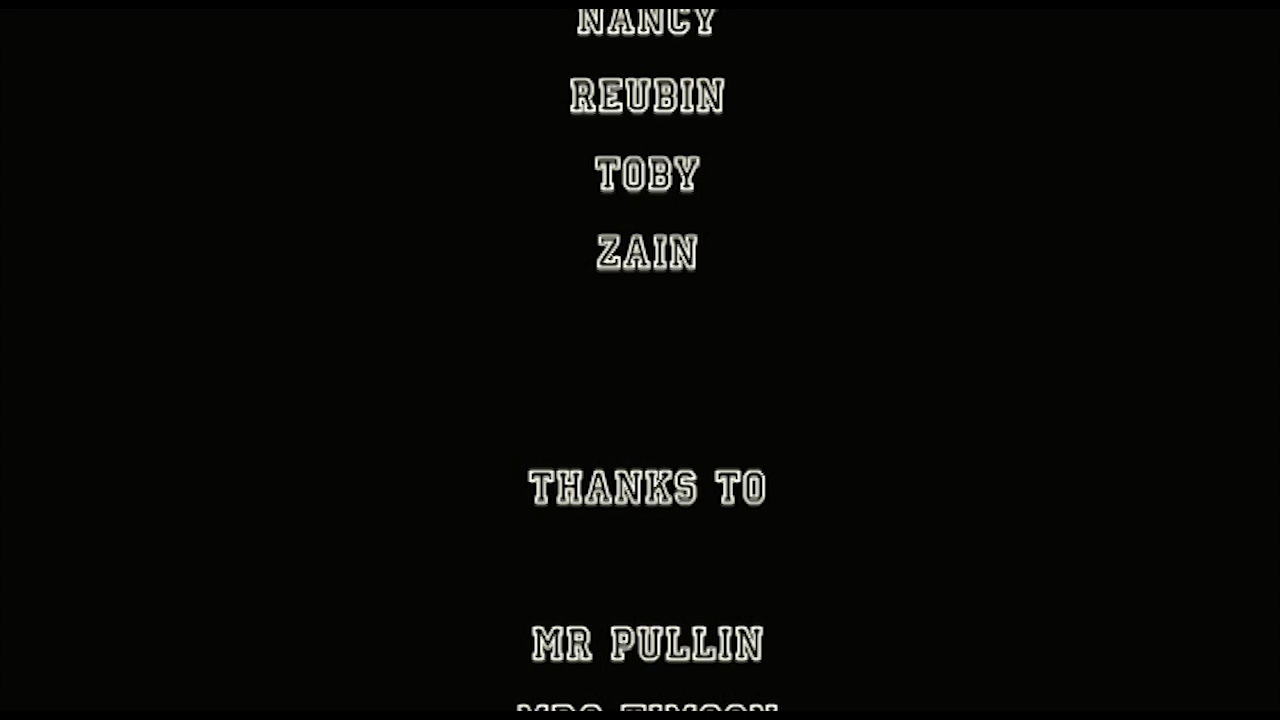 NANCY
REUBIN
TOBY
ZAIN
THANKS TO
MR PULLIN